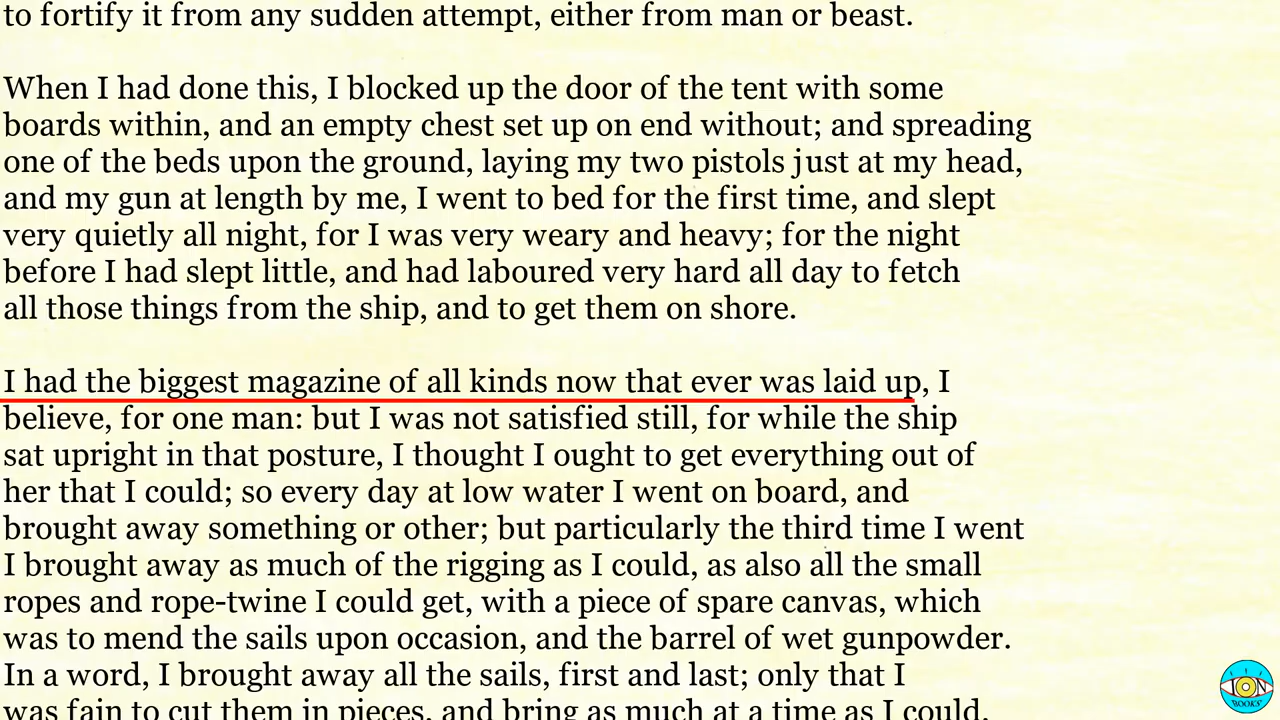 to fortify it from any sudden attempt, either from man or beast.
When I had done this, I blocked up the door of the tent with some
boards within, and an empty chest set up on end without; and spreading
one of the beds upon the ground, laying my two pistols just at my head,
and my gun at length by me, I went to bed for the first time, and slept
very quietly all night, for I was very weary and heavy; for the night
before I had slept little, and had laboured very hard all day to fetch
all those things from the ship, and to get them on shore.
I had the biggest magazine of all kinds now that ever was laid up, I
believe, for one man: but I was not satisfied still, for while the ship
sat upright in that posture, I thought I ought to get everything out of
her that I could; so every day at low water I went on board, and
brought away something or other; but particularly the third time I went
I brought away as much of the rigging as I could, as also all the small
ropes and rope-twine I could get, with a piece of spare canvas, which
was to mend the sails upon occasion, and the barrel of wet gunpowder.
In a word, I brought away all the sails, first and last; only that I
was fain to cut them in pieces, and bring as much at a time as I could,
ION
BOOKS